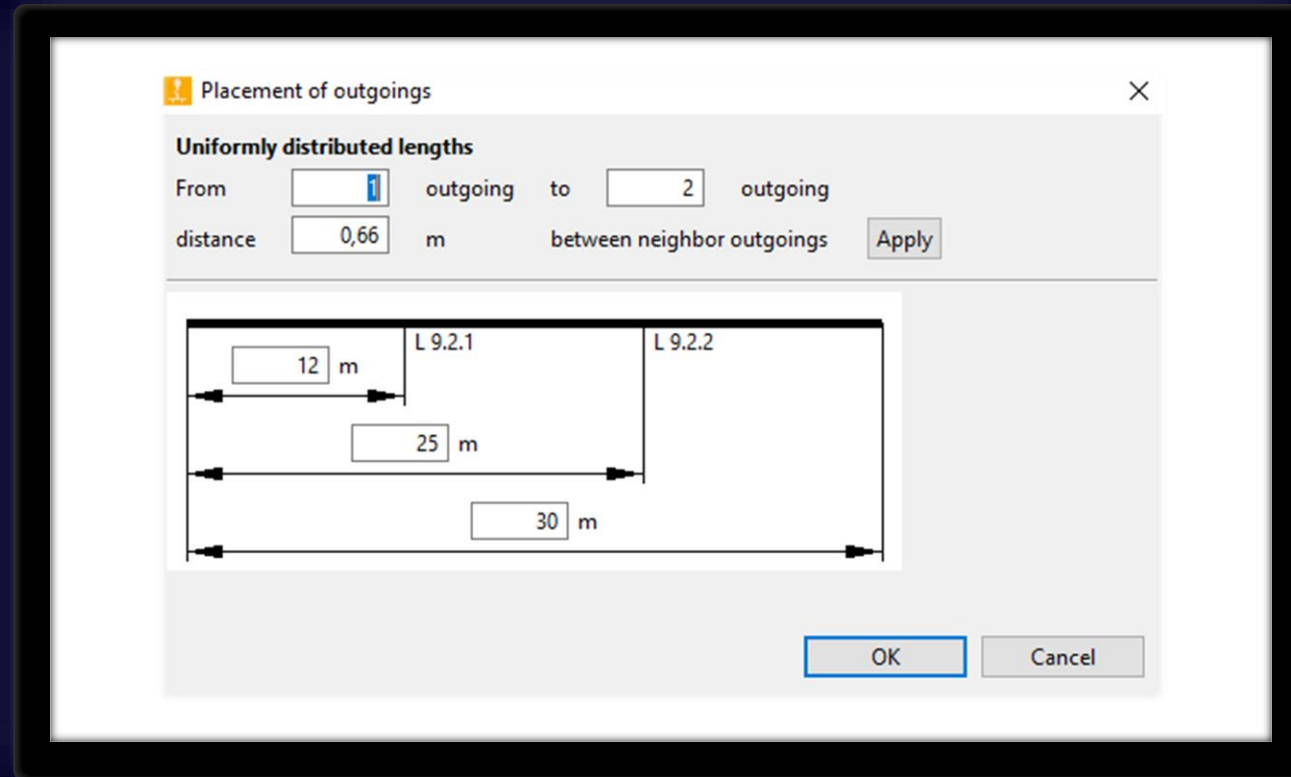 Placement of outgoings
Uniformly distributed lengths
From 1 outgoing to 2 outgoing
distance 0,66 m between neighbor outgoings Apply
L 9.2.1 L 9.2.2
12 m
25 m
30 m
OK Cancel